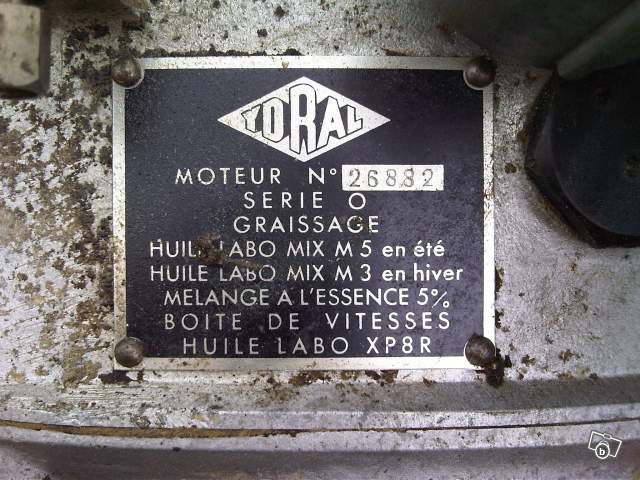 YDRAL
MOTEUR N° 26882
SERIE O
GRAISSAGE
HUILE LABO MIX M 5 en été
HUILE LABO MIX M 3 en hiver
MELANGE A L'ESSENCE 5%
BOITE DE VITESSES
HUILE LABO XP8R
b